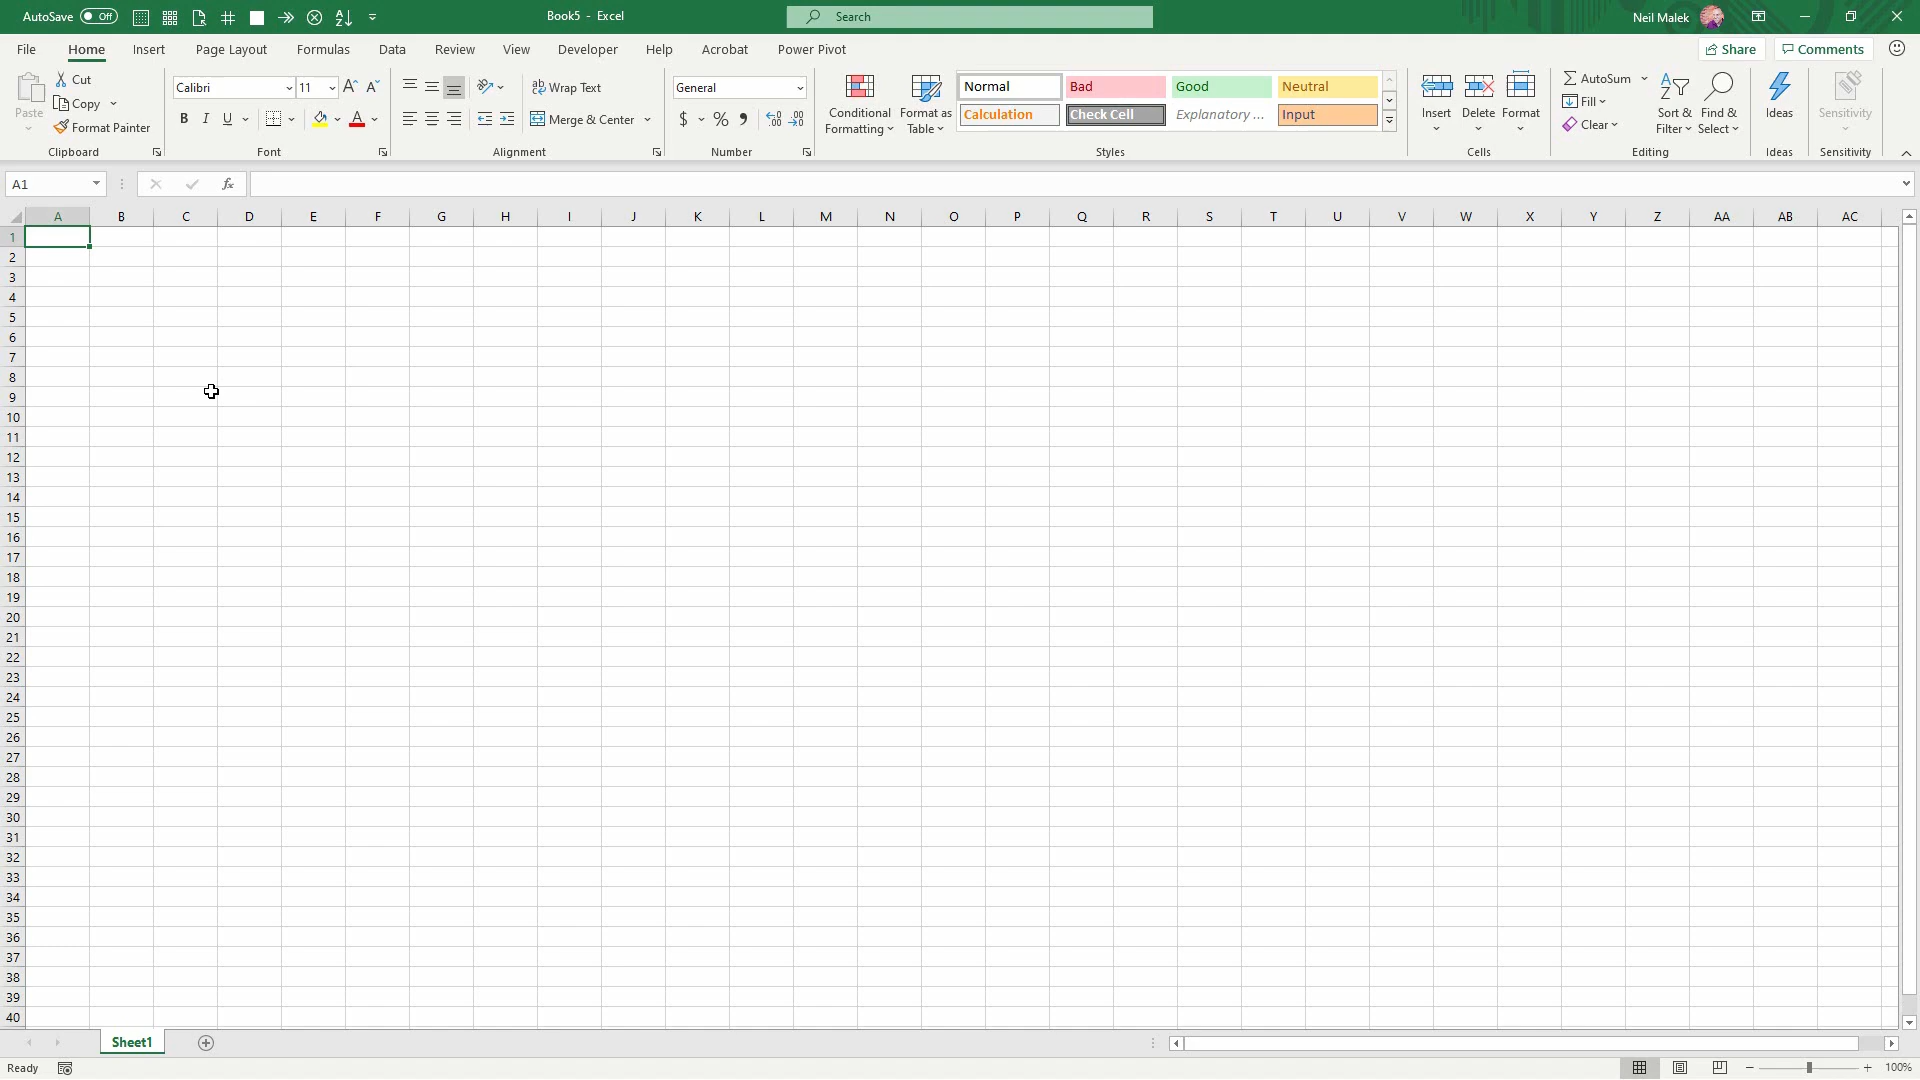 AutoSave Off Book5 - Excel Search Neil Malek
File Home Insert Page Layout Formulas Data Review View Developer Help Acrobat Power Pivot Share Comments
Paste Cut Copy Format Painter
Clipboard
Calibri 11
B I U A
Font
Wrap Text
Merge & Center
Alignment
General
$ % 9 .00 .00
Number
Conditional Formatting Format as Table
Normal Bad Good Neutral
Calculation Check Cell Explanatory ... Input
Styles
Insert Delete Format
Cells
AutoSum
Fill
Clear
Sort & Filter Find & Select
Editing
Ideas
Ideas
Sensitivity
Sensitivity
A1 fx
A B C D E F G H I J K L M N O P Q R S T U V W X Y Z AA AB AC
1
2
3
4
5
6
7
8
9
10
11
12
13
14
15
16
17
18
19
20
21
22
23
24
25
26
27
28
29
30
31
32
33
34
35
36
37
38
39
40
Sheet1
Ready 100%